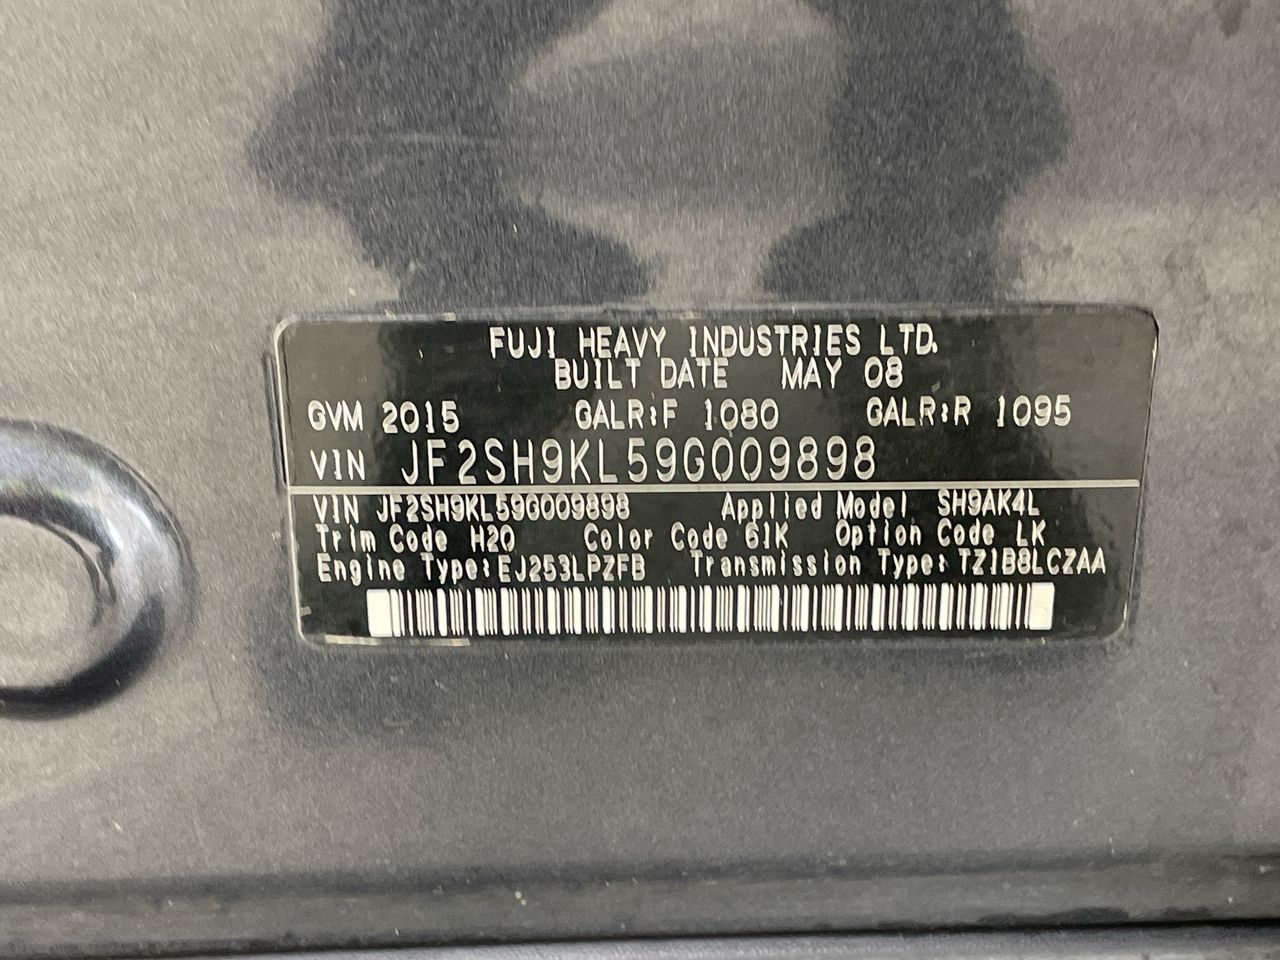 FUJI HEAVY INDUSTRIES LTD.
BUILT DATE MAY 08
GVM 2015 GALR:F 1080 GALR:R 1095
VIN JF2SH9KL59G009898
VIN JF2SH9KL59G009898 Applied Model SH9AK4L
Trim Code H20 Color Code 61K Option Code LK
Engine Type: EJ253LPZFB Transmission Type: TZ1B8LCZAA